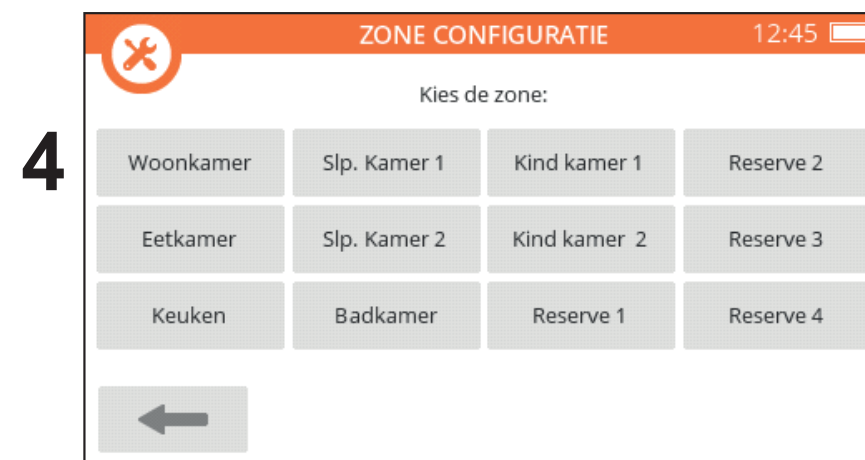 ZONE CONFIGURATIE 12:45
Kies de zone:
4
Woonkamer Slp. Kamer 1 Kind kamer 1 Reserve 2
Eetkamer Slp. Kamer 2 Kind kamer 2 Reserve 3
Keuken Badkamer Reserve 1 Reserve 4